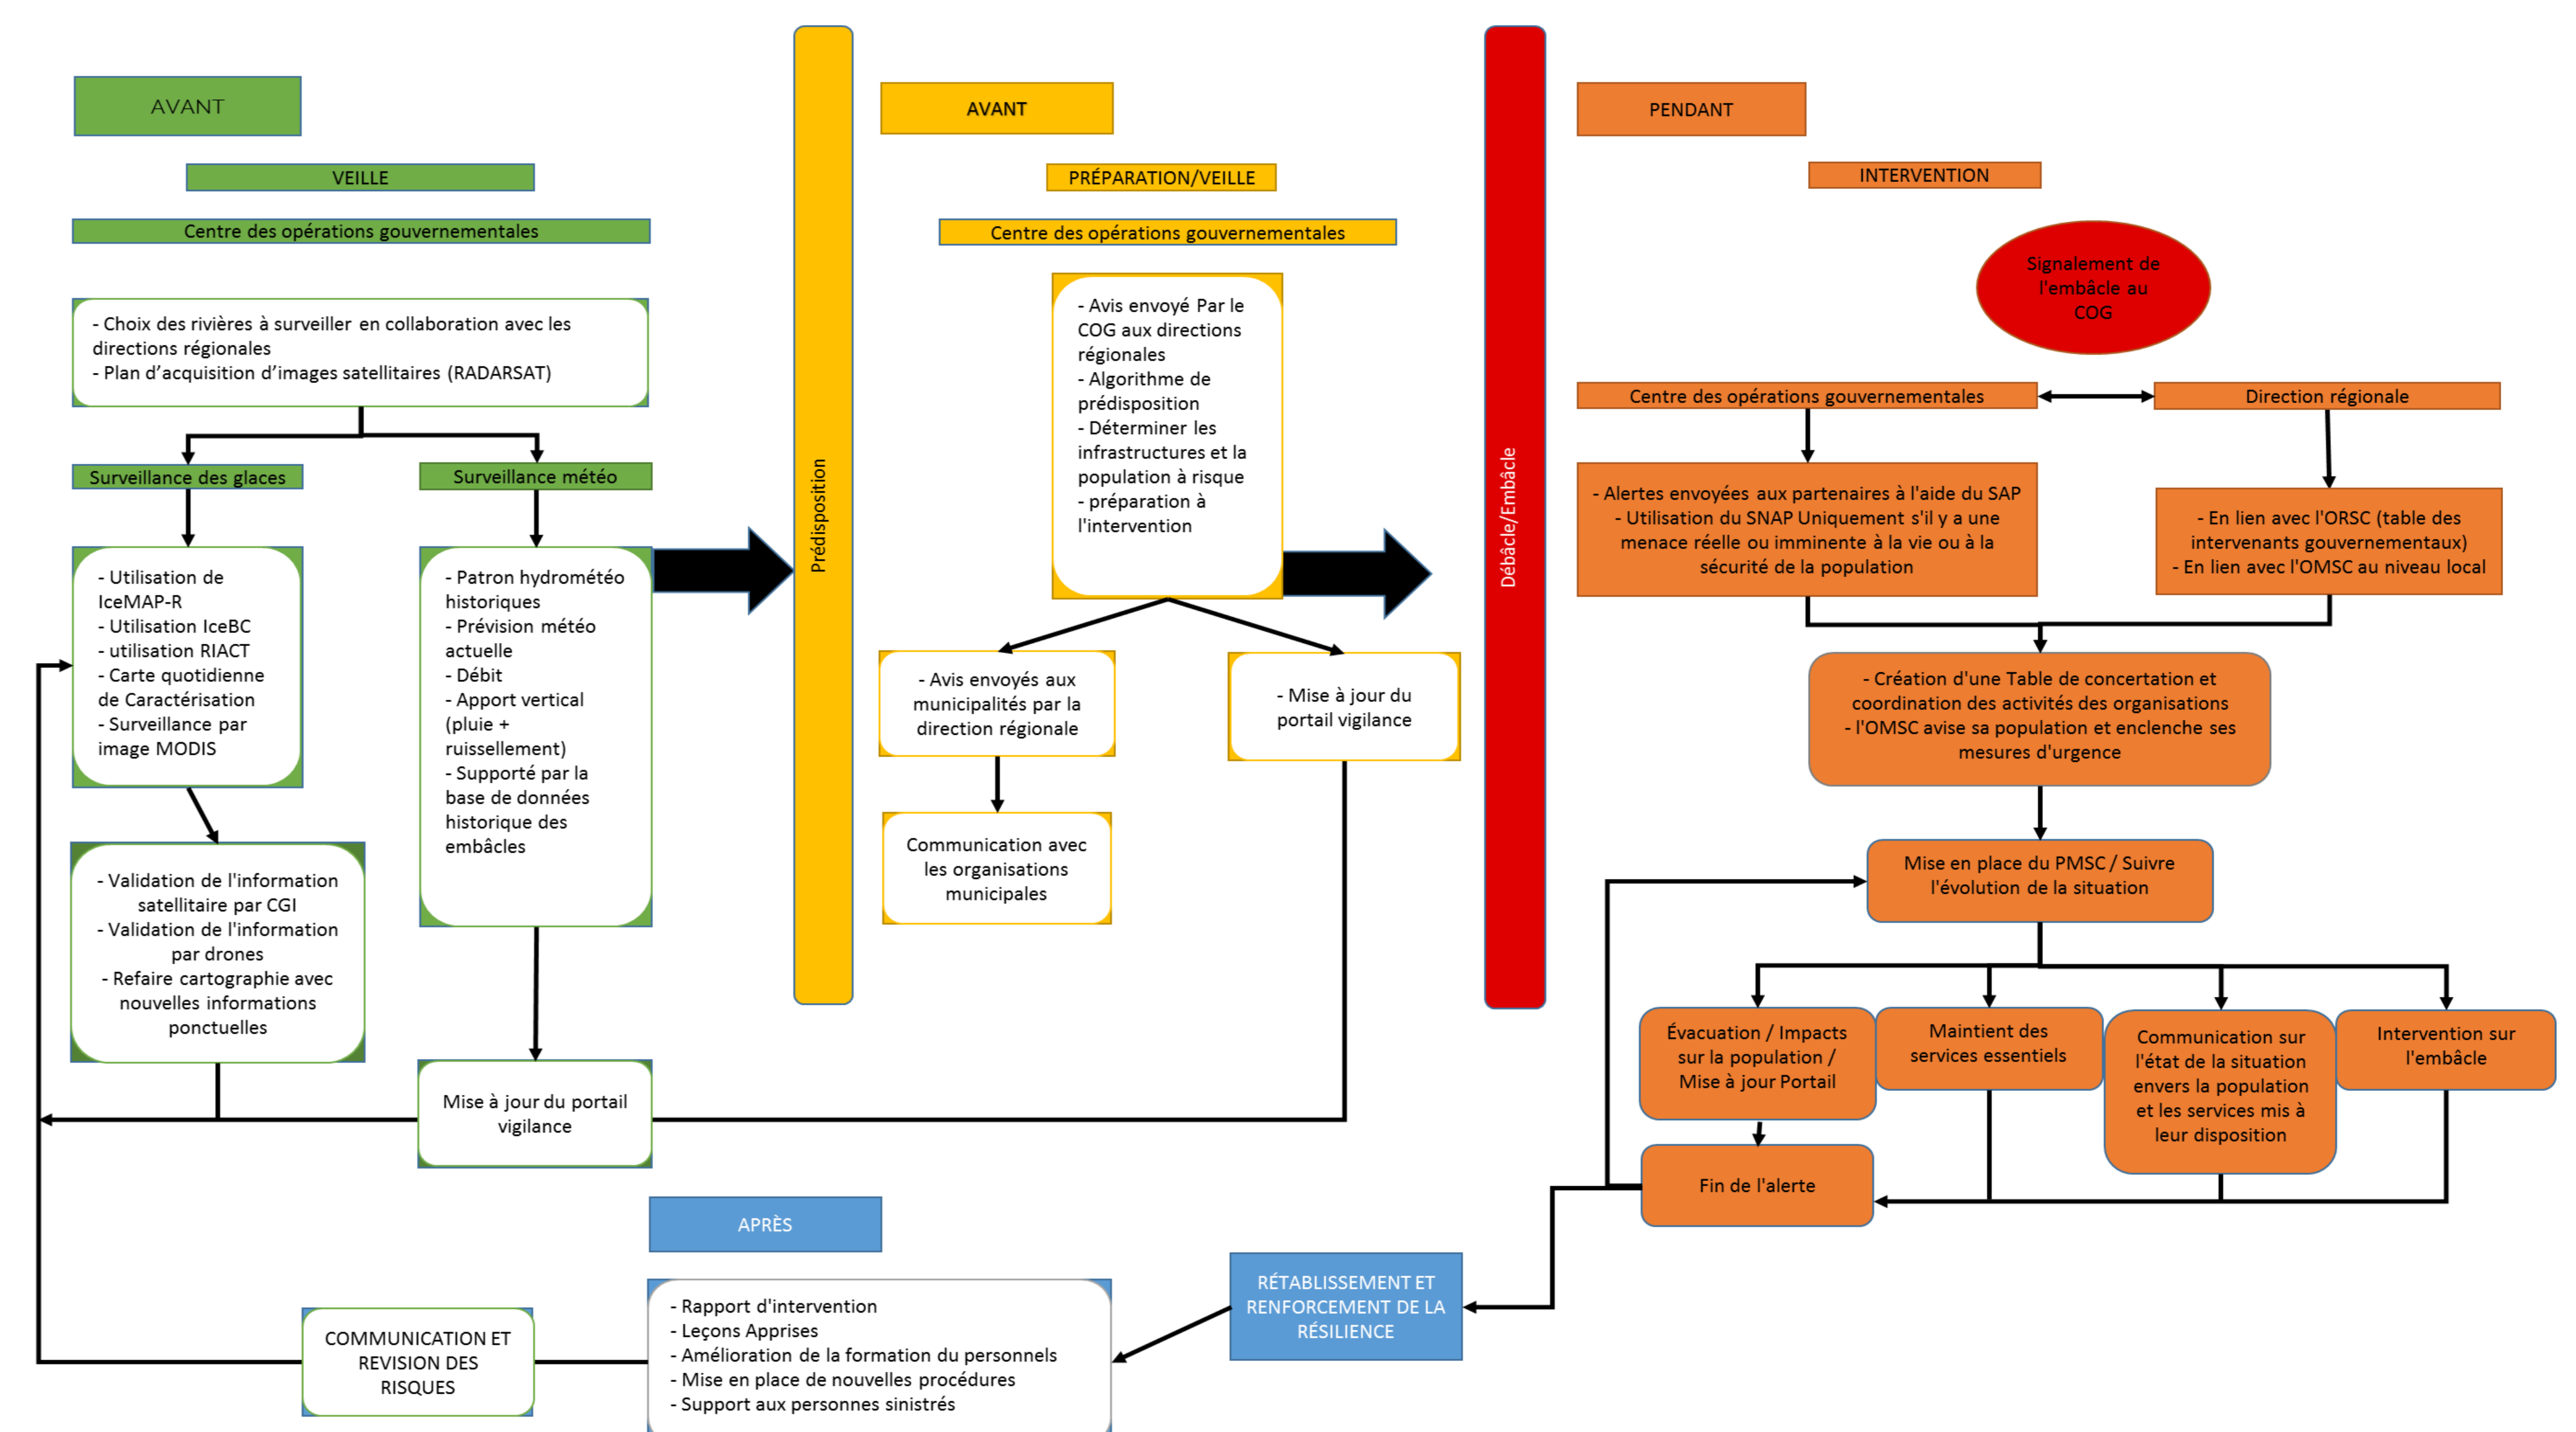 AVANT
VEILLE
Centre des opérations gouvernementales
- Choix des rivières à surveiller en collaboration avec les
directions régionales
- Plan d’acquisition d’images satellitaires (RADARSAT)
Surveillance des glaces
- Utilisation de
IceMAP-R
- Utilisation IceBC
- utilisation RIACT
- Carte quotidienne
de Caractérisation
- Surveillance par
image MODIS
- Validation de l'information
satellitaire par CGI
- Validation de l'information
par drones
- Refaire cartographie avec
nouvelles informations
ponctuelles
Surveillance météo
- Patron hydrométéo
historiques
- Prévision météo
actuelle
- Débit
- Apport vertical
(pluie +
ruissellement)
- Supporté par la
base de données
historique des
embâcles
Mise à jour du portail
vigilance
Prédisposition
AVANT
PRÉPARATION/VEILLE
Centre des opérations gouvernementales
- Avis envoyé Par le
COG aux directions
régionales
- Algorithme de
prédisposition
- Déterminer les
infrastructures et la
population à risque
- préparation à
l'intervention
- Avis envoyés aux
municipalités par la
direction régionale
- Mise à jour du
portail vigilance
Communication avec
les organisations
municipales
Débâcle/Embâcle
PENDANT
INTERVENTION
Signalement de
l'embâcle au
COG
Centre des opérations gouvernementales
Direction régionale
- Alertes envoyées aux partenaires à l'aide du SAP
- Utilisation du SNAP Uniquement s'il y a une
menace réelle ou imminente à la vie ou à la
sécurité de la population
- En lien avec l'ORSC (table des
intervenants gouvernementaux)
- En lien avec l'OMSC au niveau local
- Création d'une Table de concertation et
coordination des activités des organisations
- l'OMSC avise sa population et enclenche ses
mesures d'urgence
Mise en place du PMSC / Suivre
l'évolution de la situation
Évacuation / Impacts
sur la population /
Mise à jour Portail
Maintient des
services essentiels
Communication sur
l'état de la situation
envers la population
et les services mis à
leur disposition
Intervention sur
l'embâcle
Fin de l'alerte
APRÈS
RÉTABLISSEMENT ET
RENFORCEMENT DE LA
RÉSILIENCE
- Rapport d'intervention
- Leçons Apprises
- Amélioration de la formation du personnels
- Mise en place de nouvelles procédures
- Support aux personnes sinistrés
COMMUNICATION ET
REVISION DES
RISQUES